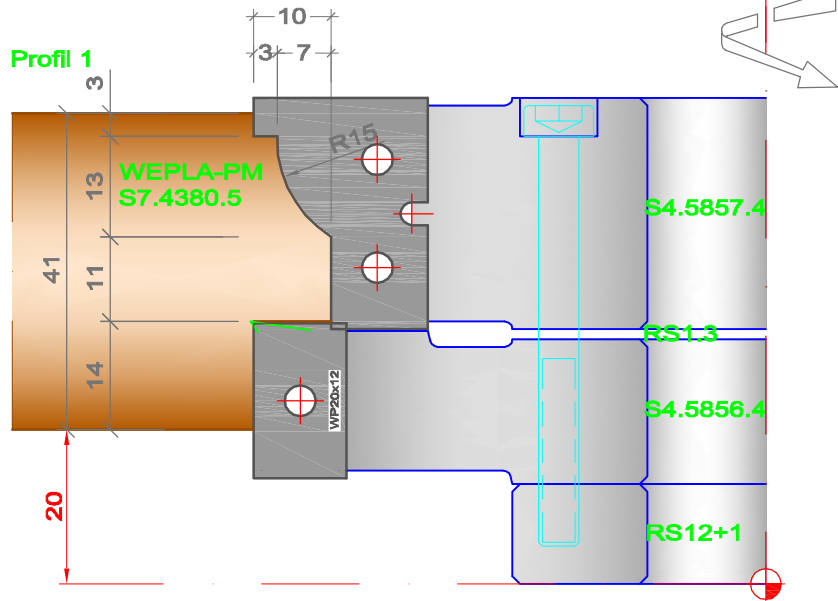 10
3 7
Profil 1
3
R15
WEPLA-PM
S7.4380.5
13
S4.5857.4
41
11
RS1.3
14
WP20x12
S4.5856.4
20
RS12+1